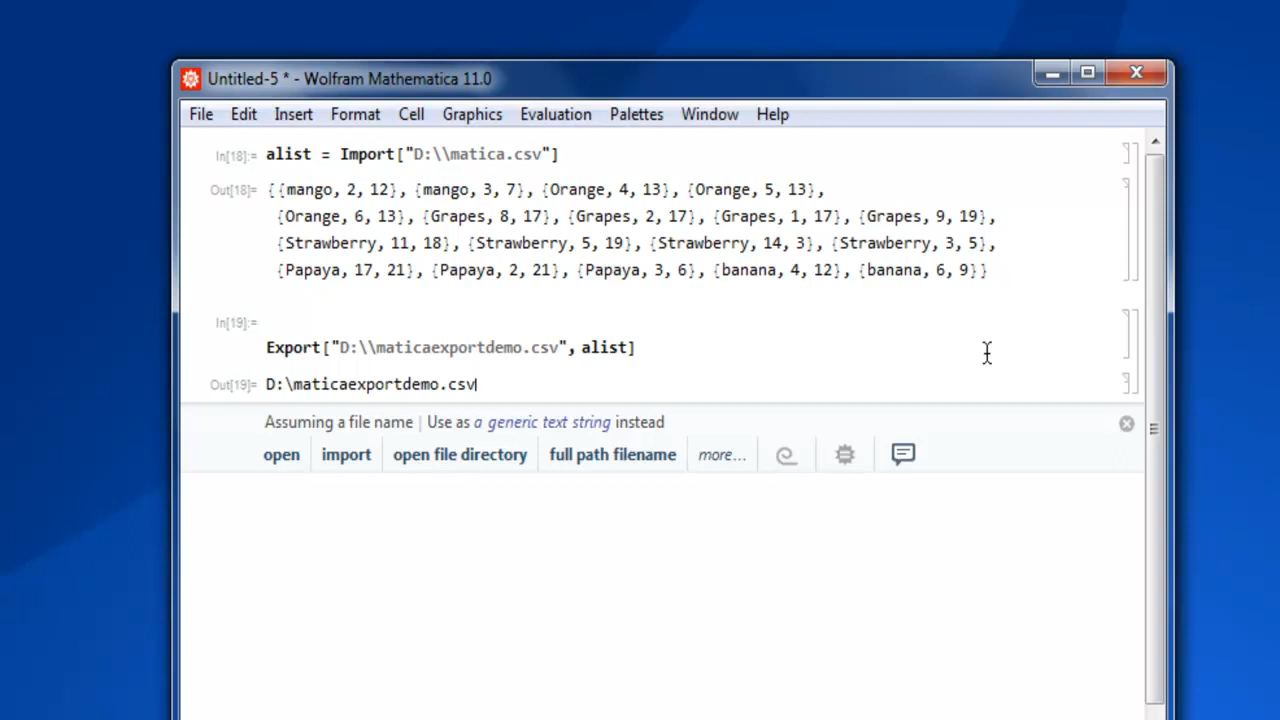 Untitled-5 * - Wolfram Mathematica 11.0
File Edit Insert Format Cell Graphics Evaluation Palettes Window Help
In[18]:= alist = Import["D:\\matica.csv"]
Out[18]= {{mango, 2, 12}, {mango, 3, 7}, {Orange, 4, 13}, {Orange, 5, 13},
{Orange, 6, 13}, {Grapes, 8, 17}, {Grapes, 2, 17}, {Grapes, 1, 17}, {Grapes, 9, 19},
{Strawberry, 11, 18}, {Strawberry, 5, 19}, {Strawberry, 14, 3}, {Strawberry, 3, 5},
{Papaya, 17, 21}, {Papaya, 2, 21}, {Papaya, 3, 6}, {banana, 4, 12}, {banana, 6, 9}}
In[19]:=
Export["D:\\maticaexportdemo.csv", alist]
Out[19]= D:\maticaexportdemo.csv
Assuming a file name | Use as a generic text string instead
open import open file directory full path filename more...